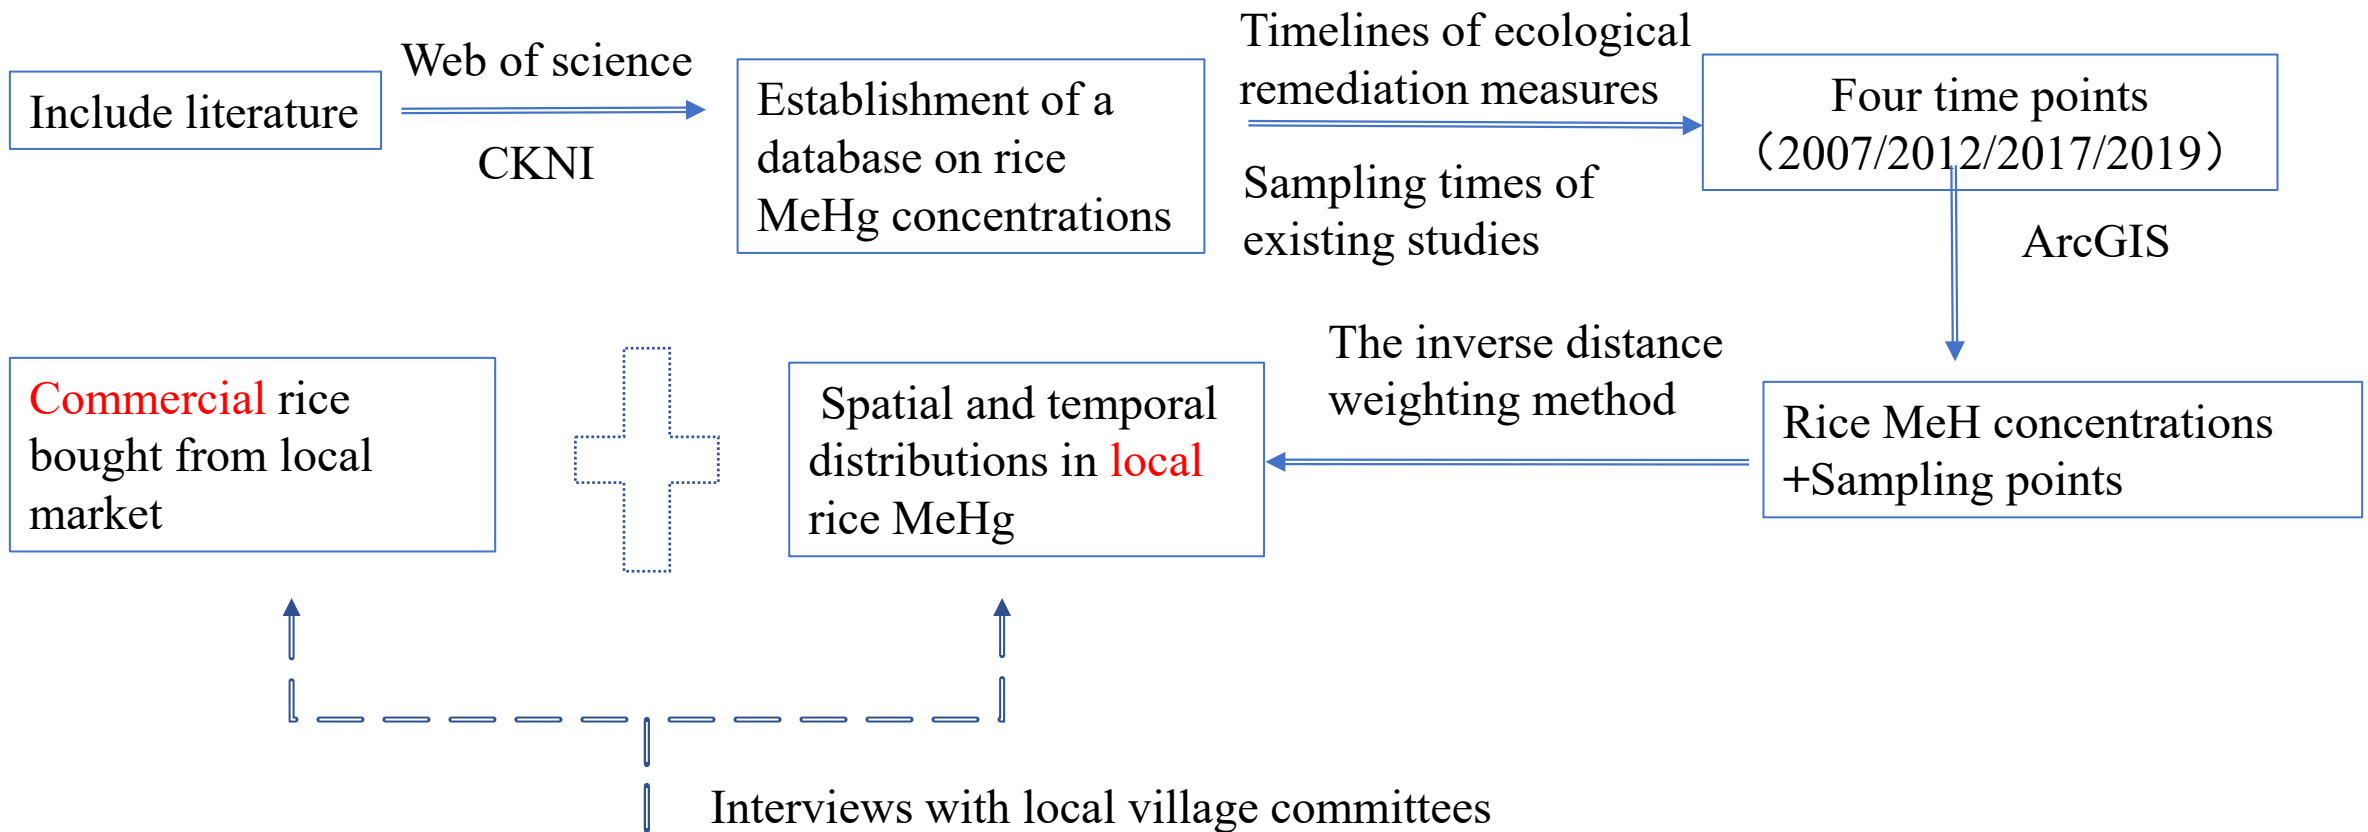 Include literature
Web of science
CKNI
Establishment of a
database on rice
MeHg concentrations
Timelines of ecological
remediation measures
Sampling times of
existing studies
Four time points
（2007/2012/2017/2019）
ArcGIS
Rice MeH concentrations
+Sampling points
The inverse distance
weighting method
Spatial and temporal
distributions in local
rice MeHg
Commercial rice
bought from local
market
Interviews with local village committees